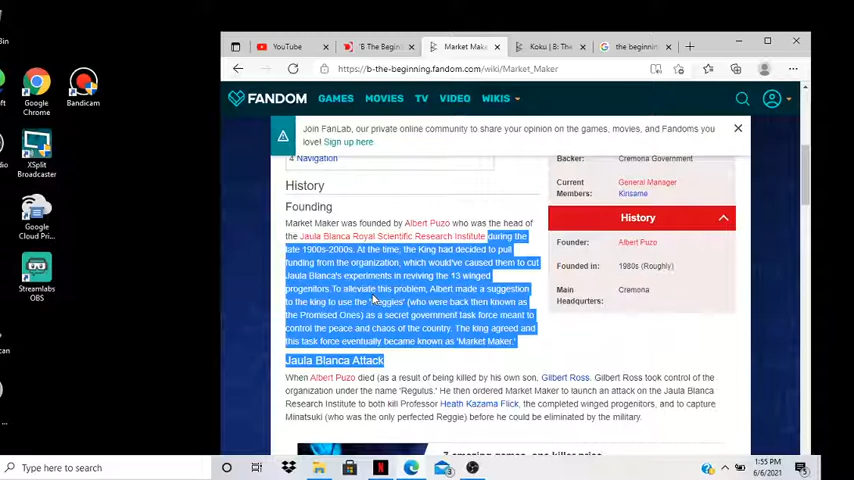 YouTube
'B The Begin
Market Make
Koku | B: The
the beginning
https://b-the-beginning.fandom.com/wiki/Market_Maker
FANDOM
GAMES
MOVIES
TV
VIDEO
WIKIS
Join FanLab, our private online community to share your opinion on the games, movies, and Fandoms you
love! Sign up here
4 Navigation
History
Founding
Market Maker was founded by Albert Puzo who was the head of
the Jaula Blanca Royal Scientific Research Institute during the
late 1900s-2000s. At the time, the King had decided to pull
funding from the organization, which would've caused them to cut
Jaula Blanca's experiments in reviving the 13 winged
progenitors.To alleviate this problem, Albert made a suggestion
to the king to use the 'Reggies' (who were back then known as
the Promised Ones) as a secret government task force meant to
control the peace and chaos of the country. The king agreed and
this task force eventually became known as 'Market Maker.'
Jaula Blanca Attack
When Albert Puzo died (as a result of being killed by his own son, Gilbert Ross. Gilbert Ross took control of the
organization under the name 'Regulus.' He then ordered Market Maker to launch an attack on the Jaula Blanca
Research Institute to both kill Professor Heath Kazama Flick, the completed winged progenitors, and to capture
Minatsuki (who was the only perfected Reggie) before he could be eliminated by the military.
Backer:
Cremona Government
Current
Members:
General Manager
Kirisame
History
Founder:
Albert Puzo
Founded in:
1980s (Roughly)
Main
Headqurters:
Cremona
Bin
Google
Chrome
Bandicam
XSplit
Broadcaster
Google
Cloud Pri...
Streamlabs
OBS
Type here to search
3
1:55 PM
6/6/2021
5